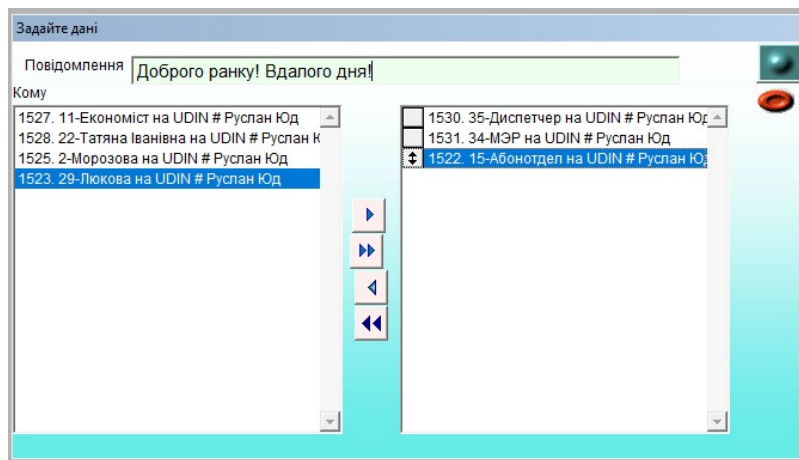 Задайте дані
Повідомлення
Доброго ранку! Вдалого дня!
Кому
1527. 11-Економіст на UDIN # Руслан Юд
1528. 22-Татяна Іванівна на UDIN # Руслан Ю
1525. 2-Морозова на UDIN # Руслан Юд
1523. 29-Люкова на UDIN # Руслан Юд
1530. 35-Диспетчер на UDIN # Руслан Юд
1531. 34-МЭР на UDIN # Руслан Юд
1522. 15-Абонотдел на UDIN # Руслан Юд